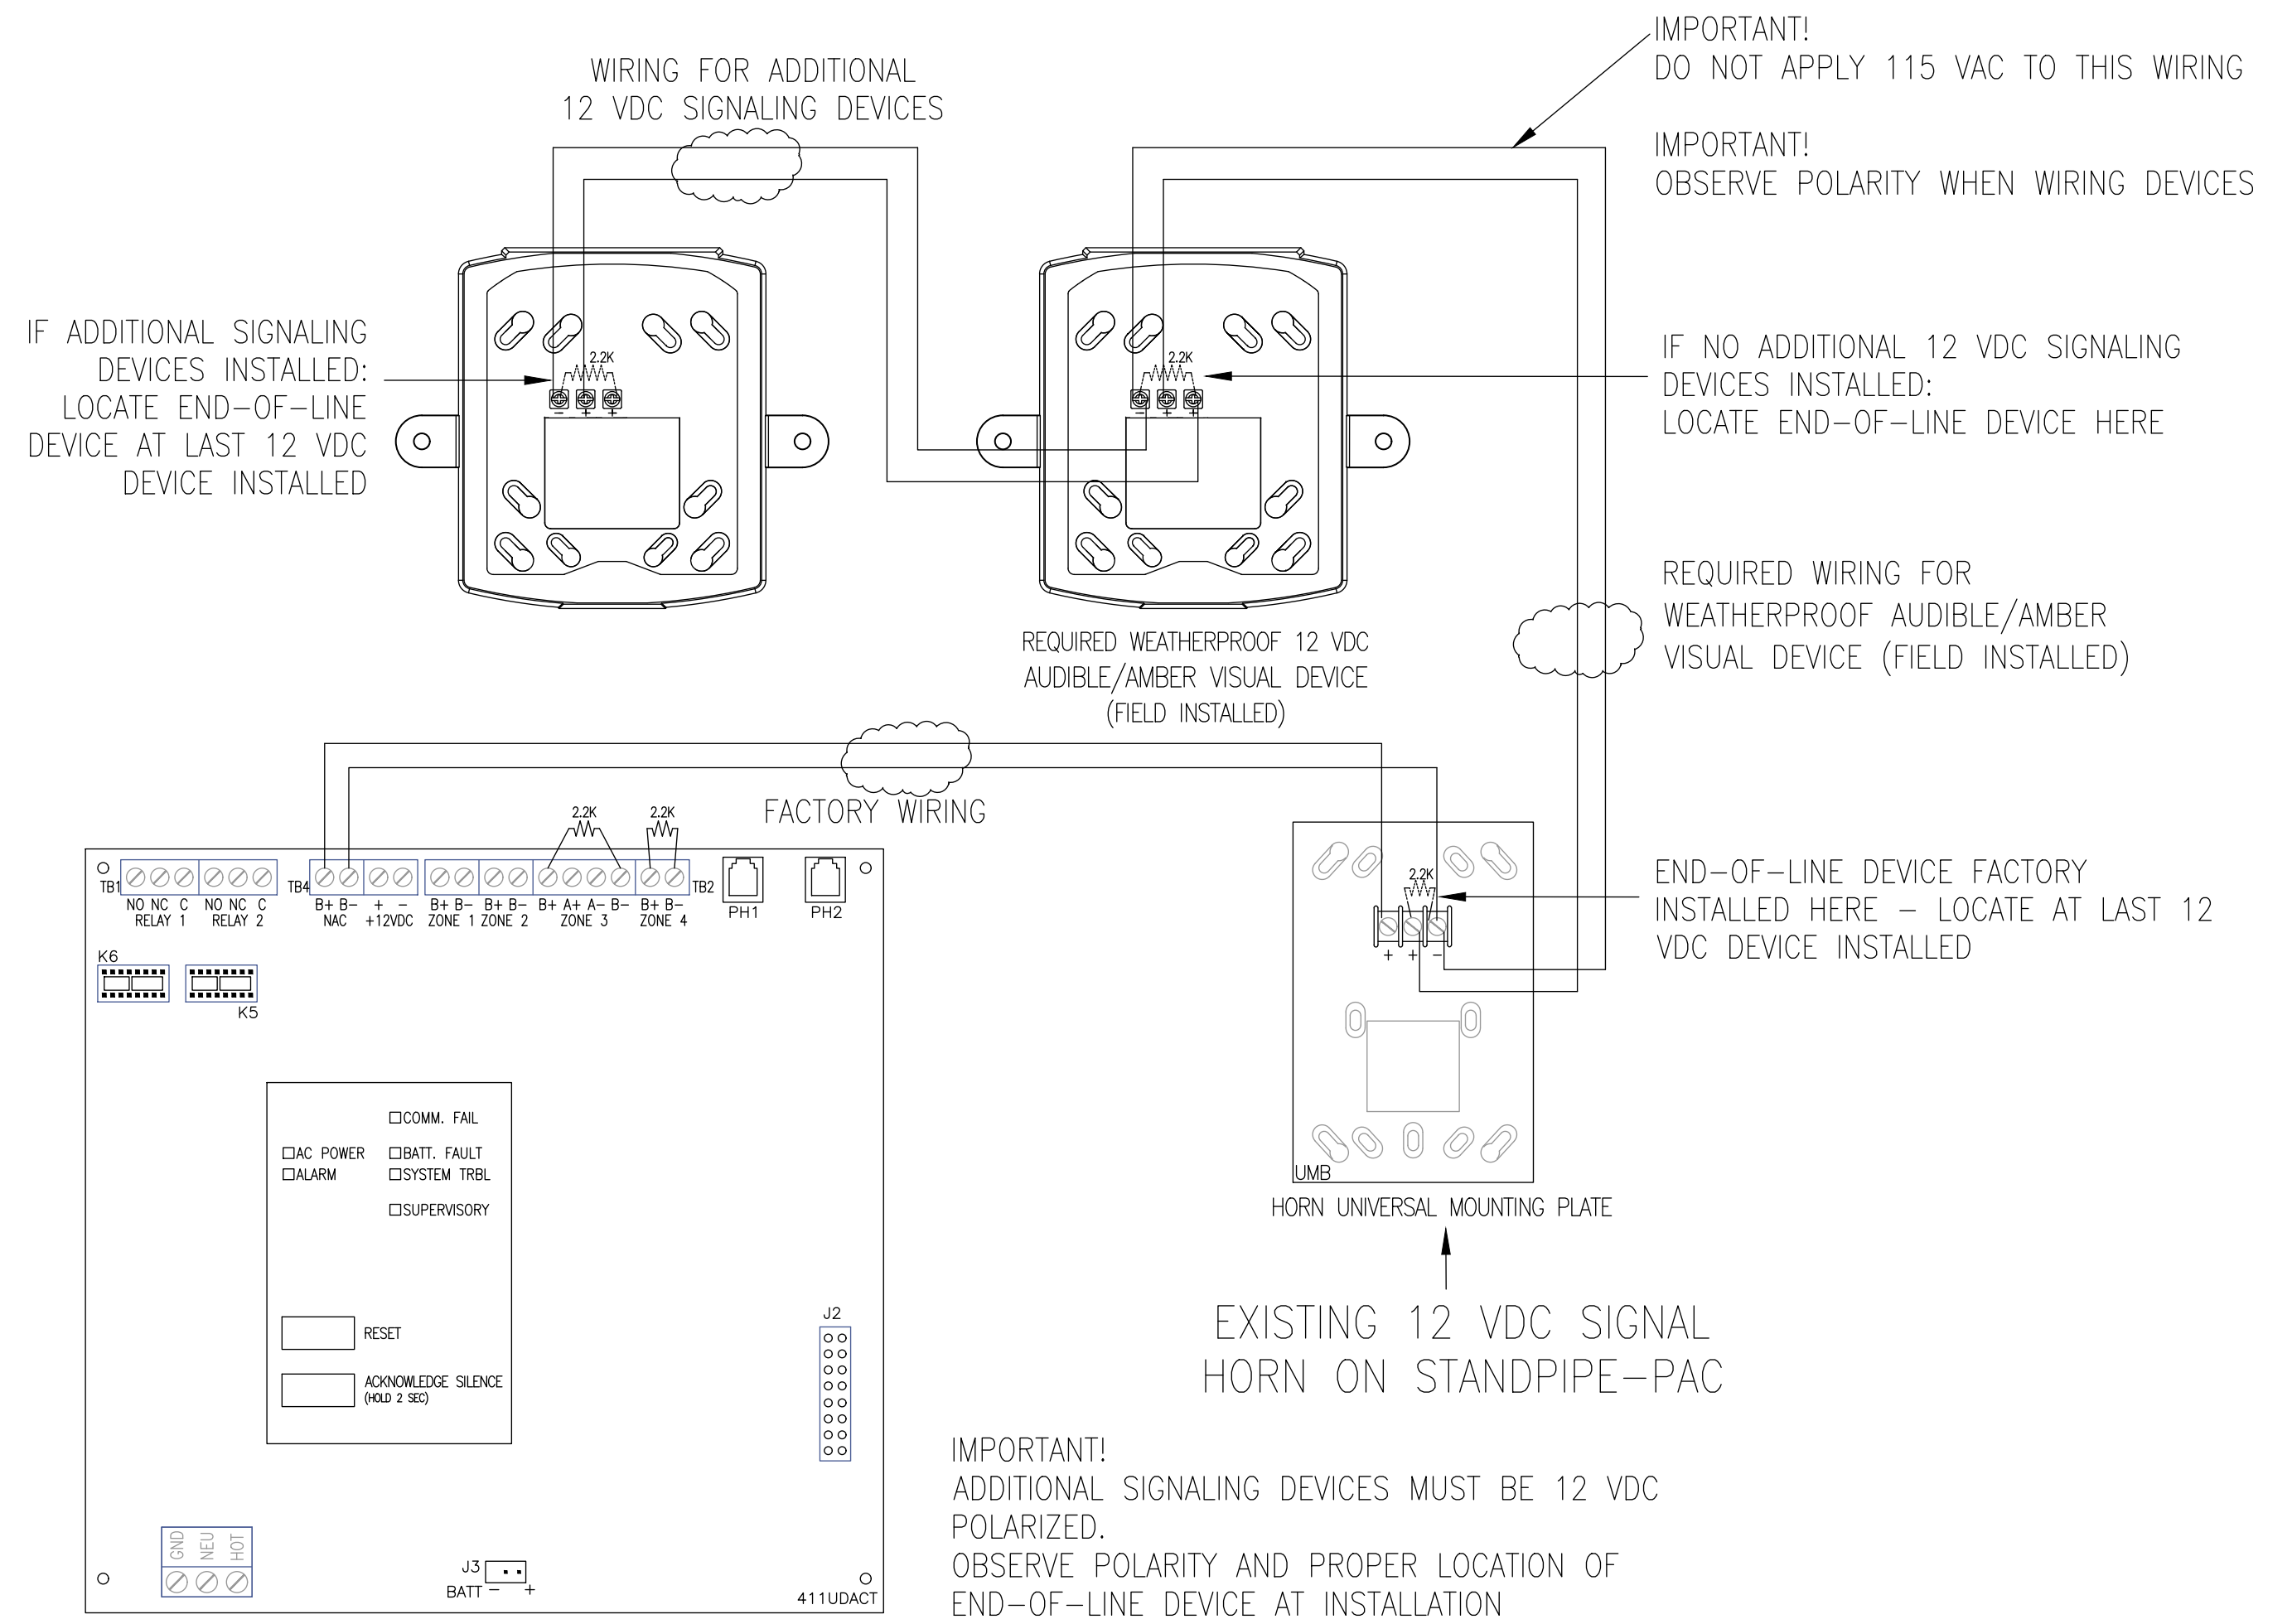 IMPORTANT!
DO NOT APPLY 115 VAC TO THIS WIRING
IMPORTANT!
OBSERVE POLARITY WHEN WIRING DEVICES
WIRING FOR ADDITIONAL
12 VDC SIGNALING DEVICES
IF ADDITIONAL SIGNALING
DEVICES INSTALLED:
LOCATE END-OF-LINE
DEVICE AT LAST 12 VDC
DEVICE INSTALLED
2.2K
- + +
2.2K
- + +
IF NO ADDITIONAL 12 VDC SIGNALING
DEVICES INSTALLED:
LOCATE END-OF-LINE DEVICE HERE
REQUIRED WIRING FOR
WEATHERPROOF AUDIBLE/AMBER
VISUAL DEVICE (FIELD INSTALLED)
REQUIRED WEATHERPROOF 12 VDC
AUDIBLE/AMBER VISUAL DEVICE
(FIELD INSTALLED)
FACTORY WIRING
2.2K
2.2K
TB1
TB4
TB2
NO NC C NO NC C B+ B- + - B+ B- B+ B- B+ A+ A- B- B+ B-
RELAY 1 RELAY 2 NAC +12VDC ZONE 1 ZONE 2 ZONE 3 ZONE 4
PH1
PH2
K6
K5
COMM. FAIL
AC POWER
BATT. FAULT
ALARM
SYSTEM TRBL
SUPERVISORY
RESET
ACKNOWLEDGE SILENCE
(HOLD 2 SEC)
J2
GND
NEU
HOT
J3
BATT - +
411UDACT
2.2K
+ + -
END-OF-LINE DEVICE FACTORY
INSTALLED HERE - LOCATE AT LAST 12
VDC DEVICE INSTALLED
UMB
HORN UNIVERSAL MOUNTING PLATE
EXISTING 12 VDC SIGNAL
HORN ON STANDPIPE-PAC
IMPORTANT!
ADDITIONAL SIGNALING DEVICES MUST BE 12 VDC
POLARIZED.
OBSERVE POLARITY AND PROPER LOCATION OF
END-OF-LINE DEVICE AT INSTALLATION